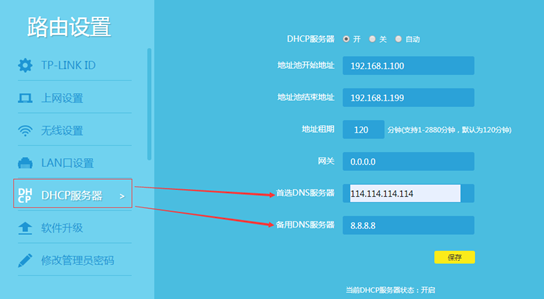 路由设置
TP-LINK ID
上网设置
无线设置
LAN口设置
DHCP DHCP服务器 >
软件升级
修改管理员密码
DHCP服务器 开 关 自动
地址池开始地址 192.168.1.100
地址池结束地址 192.168.1.199
地址租期 120 分钟(支持1-2880分钟，默认为120分钟)
网关 0.0.0.0
首选DNS服务器 114.114.114.114
备用DNS服务器 8.8.8.8
保存
当前DHCP服务器状态：开启